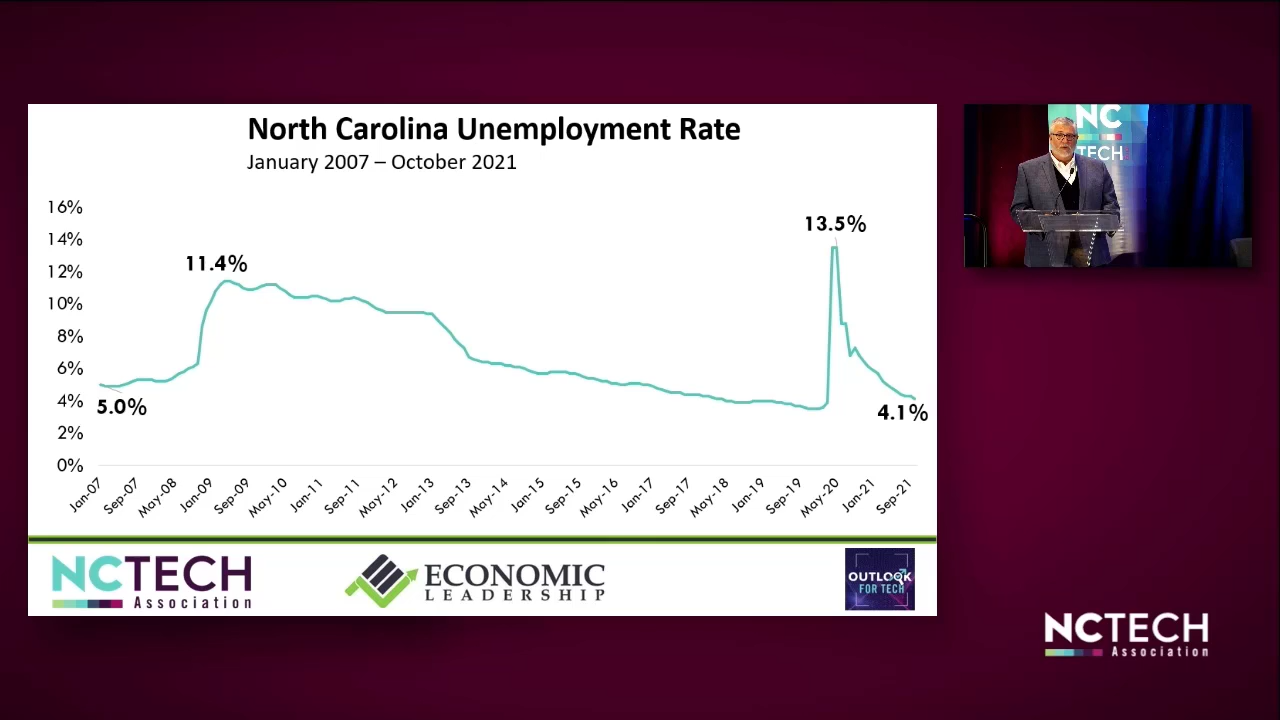 North Carolina Unemployment Rate
January 2007 – October 2021
16%
14%
12%
10%
8%
6%
4%
2%
0%
11.4%
13.5%
5.0%
4.1%
Jan-07
Sep-07
May-08
Jan-09
Sep-09
May-10
Jan-11
Sep-11
May-12
Jan-13
Sep-13
May-14
Jan-15
Sep-15
May-16
Jan-17
Sep-17
May-18
Jan-19
Sep-19
May-20
Jan-21
Sep-21
NCTECH
Association
ECONOMIC
LEADERSHIP
OUTLOOK
FOR TECH
NC
TECH
NCTECH
Association